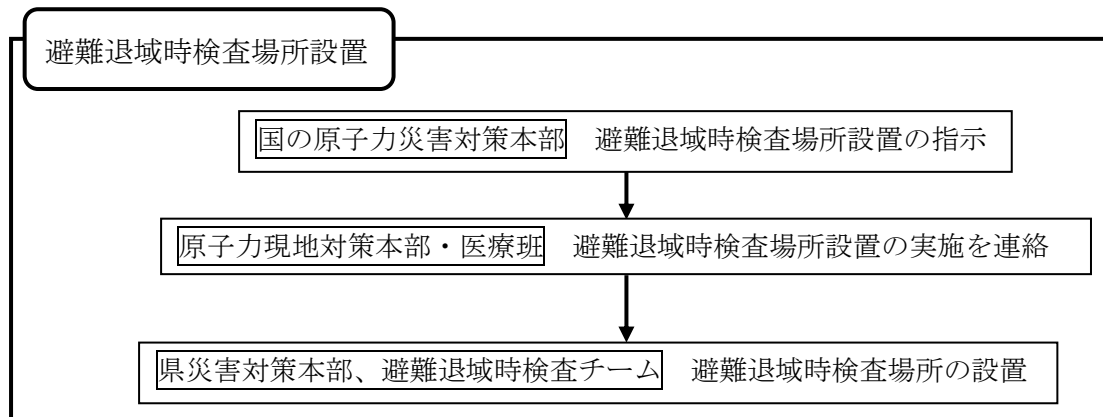 避難退域時検査場所設置
国の原子力災害対策本部　避難退域時検査場所設置の指示
原子力現地対策本部・医療班　避難退域時検査場所設置の実施を連絡
県災害対策本部、避難退域時検査チーム　避難退域時検査場所の設置